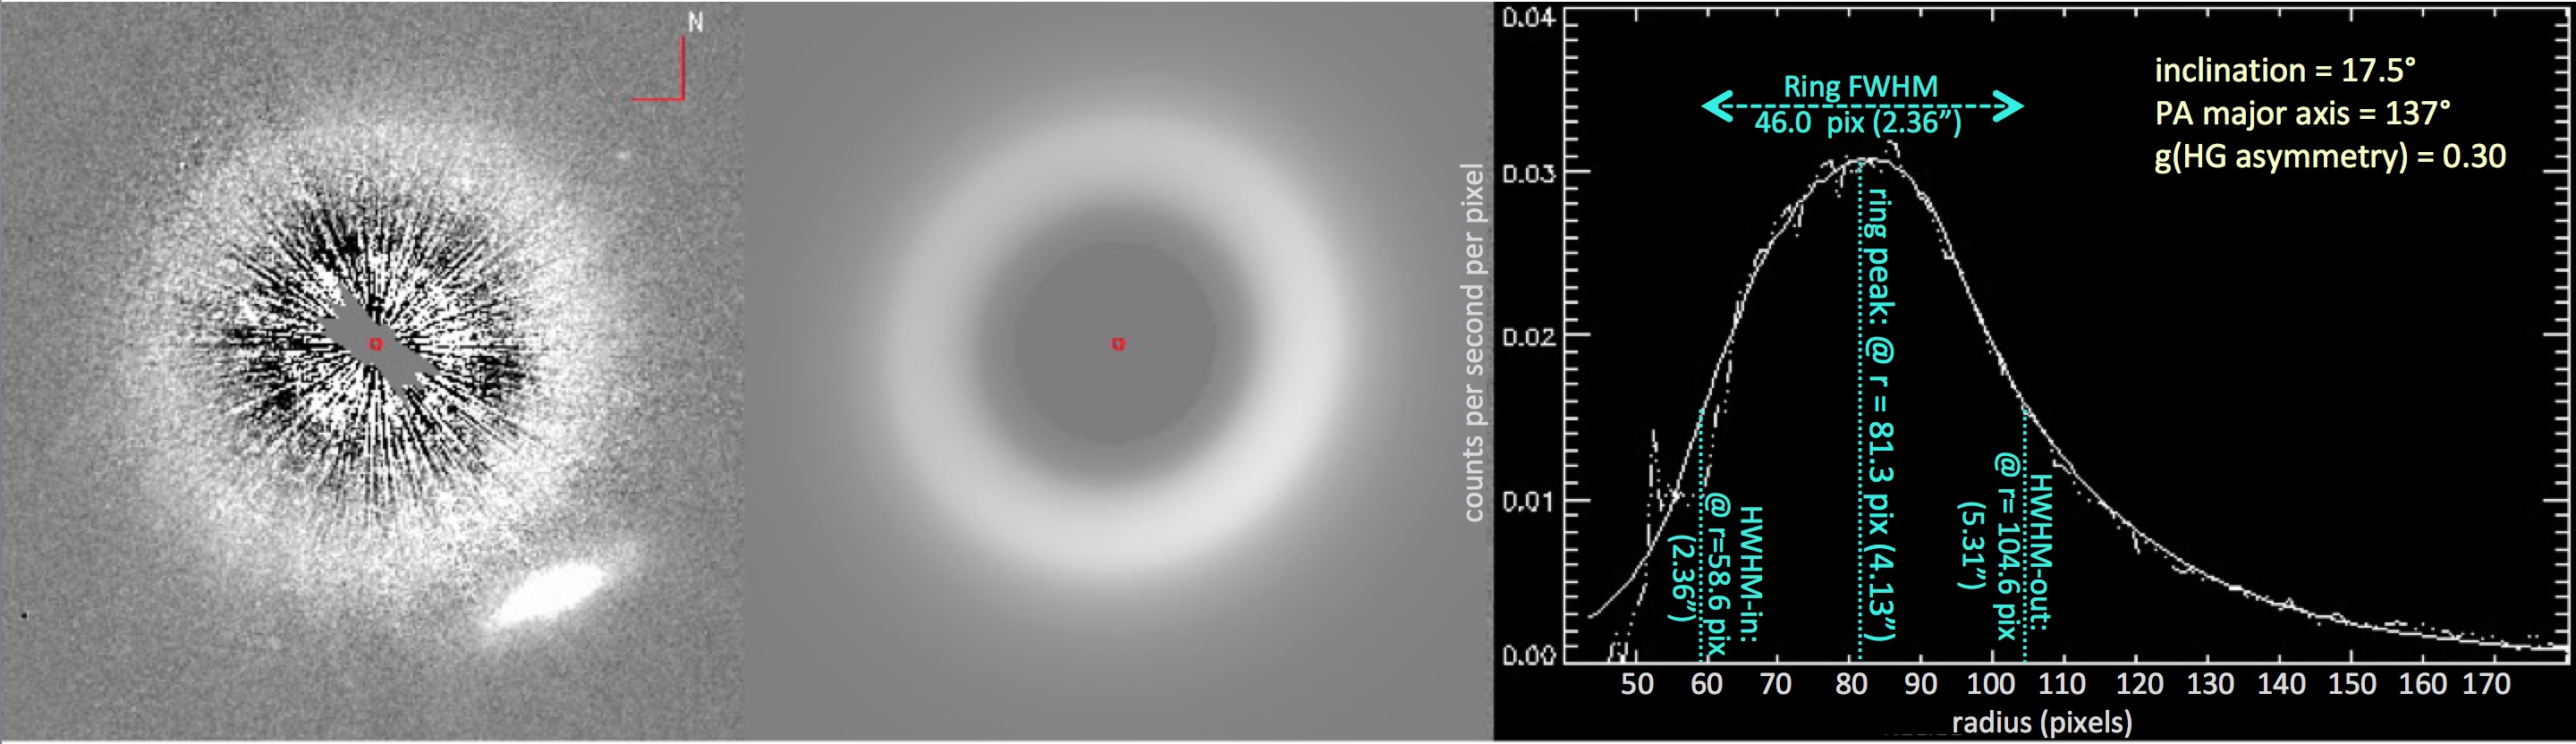 N
counts per second per pixel
0.04
0.03
0.02
0.01
0.00
Ring FWHM
46.0 pix (2.36”)
inclination = 17.5°
PA major axis = 137°
g(HG asymmetry) = 0.30
HWHM-in:
@ r=58.6 pix
(2.36”)
ring peak: @ r = 81.3 pix (4.13”)
HWHM-out:
@ r= 104.6 pix
(5.31”)
50 60 70 80 90 100 110 120 130 140 150 160 170
radius (pixels)